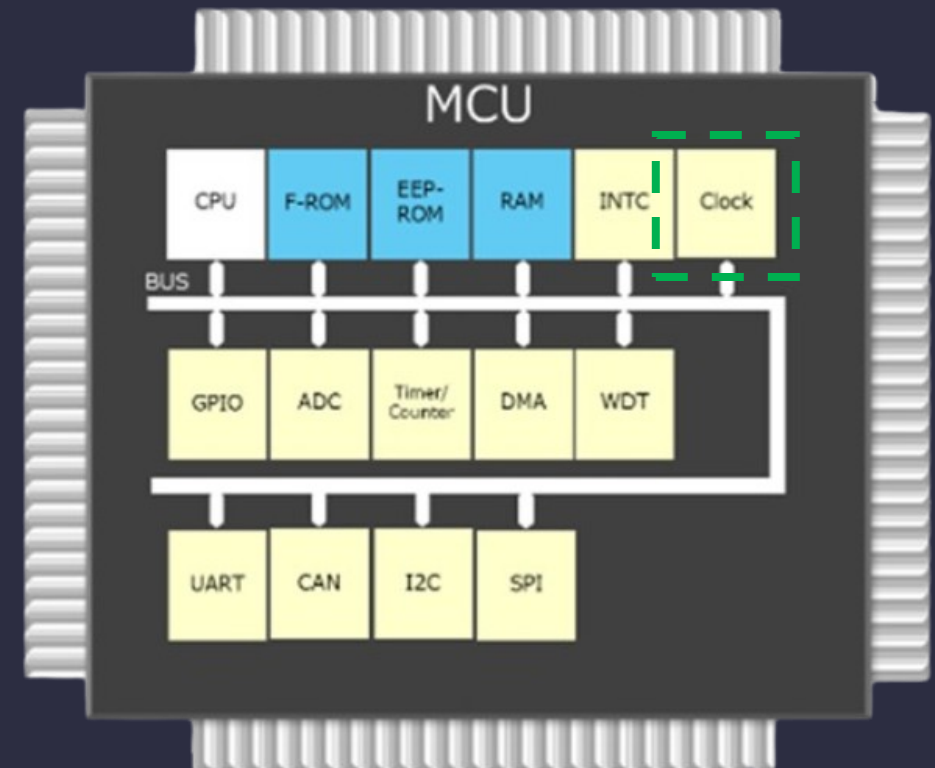 MCU
CPU
F-ROM
EEP-
ROM
RAM
INTC
Clock
BUS
GPIO
ADC
Timer/
Counter
DMA
WDT
UART
CAN
I2C
SPI